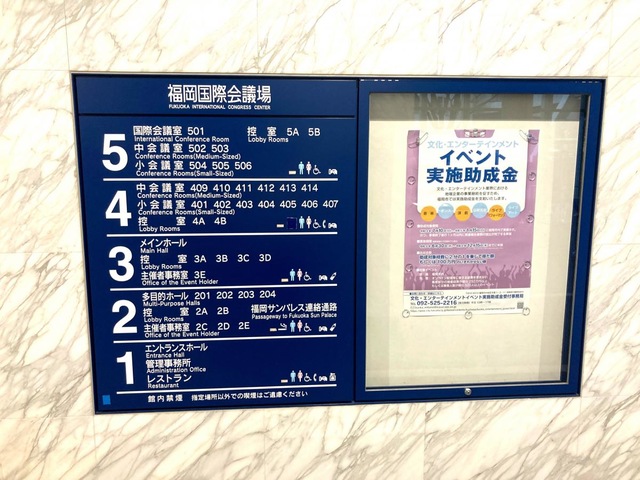 福岡国際会議場
FUKUOKA INTERNATIONAL CONGRESS CENTER
5
国際会議室 501 控室 5A 5B
International Conference Room Lobby Rooms
中会議室 502 503
Conference Rooms(Medium-Sized)
小会議室 504 505 506
Conference Rooms(Small-Sized)
4
中会議室 409 410 411 412 413 414
Conference Rooms(Medium-Sized)
小会議室 401 402 403 404 405 406 407
Conference Rooms(Small-Sized)
控室 4A 4B
Lobby Rooms
3
メインホール
Main Hall
控室 3A 3B 3C 3D
Lobby Rooms
主催者事務室 3E
Office of the Event Holder
2
多目的ホール 201 202 203 204
Multi-Purpose Halls
控室 2A 2B 福岡サンパレス連絡通路
Lobby Rooms Passageway to Fukuoka Sun Palace
主催者事務室 2C 2D 2E
Office of the Event Holder
1
エントランスホール
Entrance Hall
管理事務所
Administration Office
レストラン
Restaurant
館内禁煙 指定場所以外での喫煙はご遠慮ください
文化・エンターテインメント
イベント
実施助成金
文化・エンターテインメントイベント実施助成金受付事務局
TEL 092-525-2216